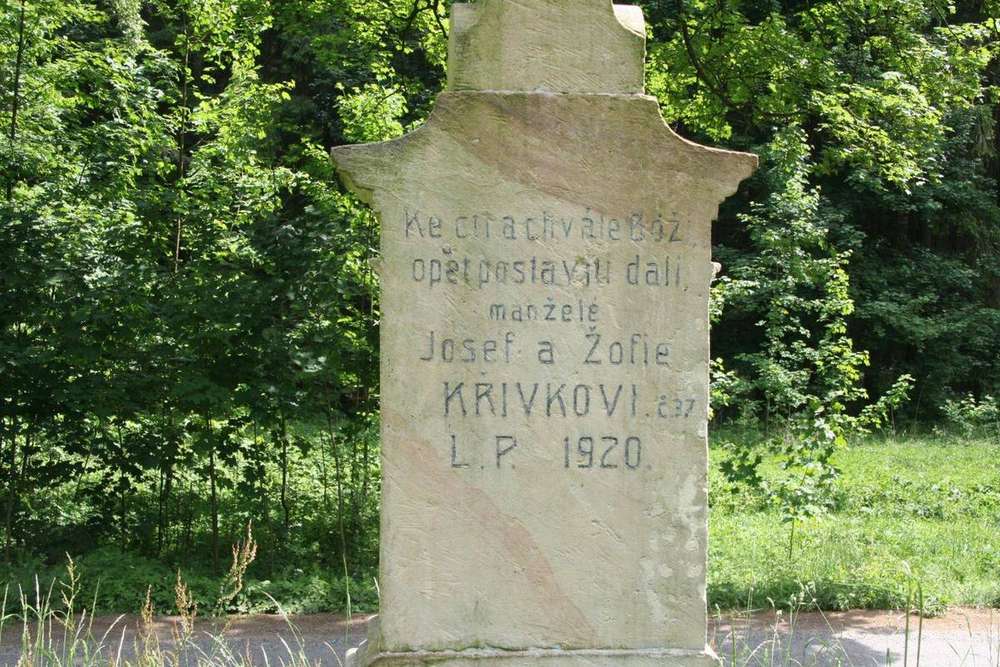 Ke cti a chvále Boží
opět postaviti dali
manželé
Josef a Žofie
KŘIVKOVI č. 37
L.P. 1920.